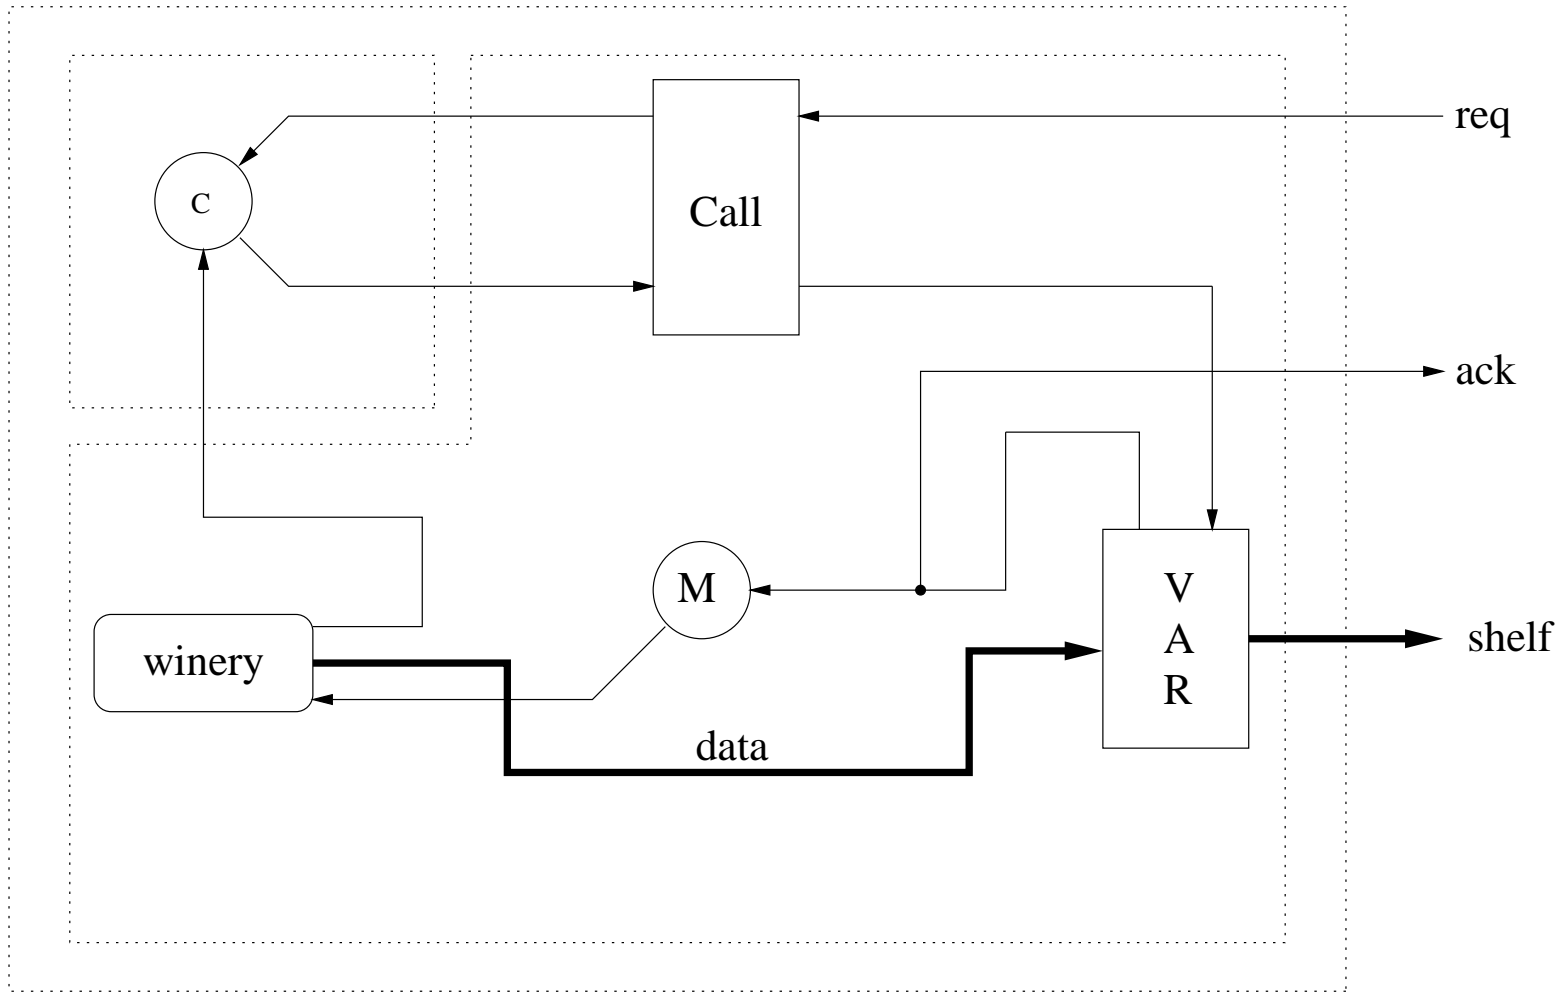 req
C
Call
ack
V
A
R
M
shelf
winery
data